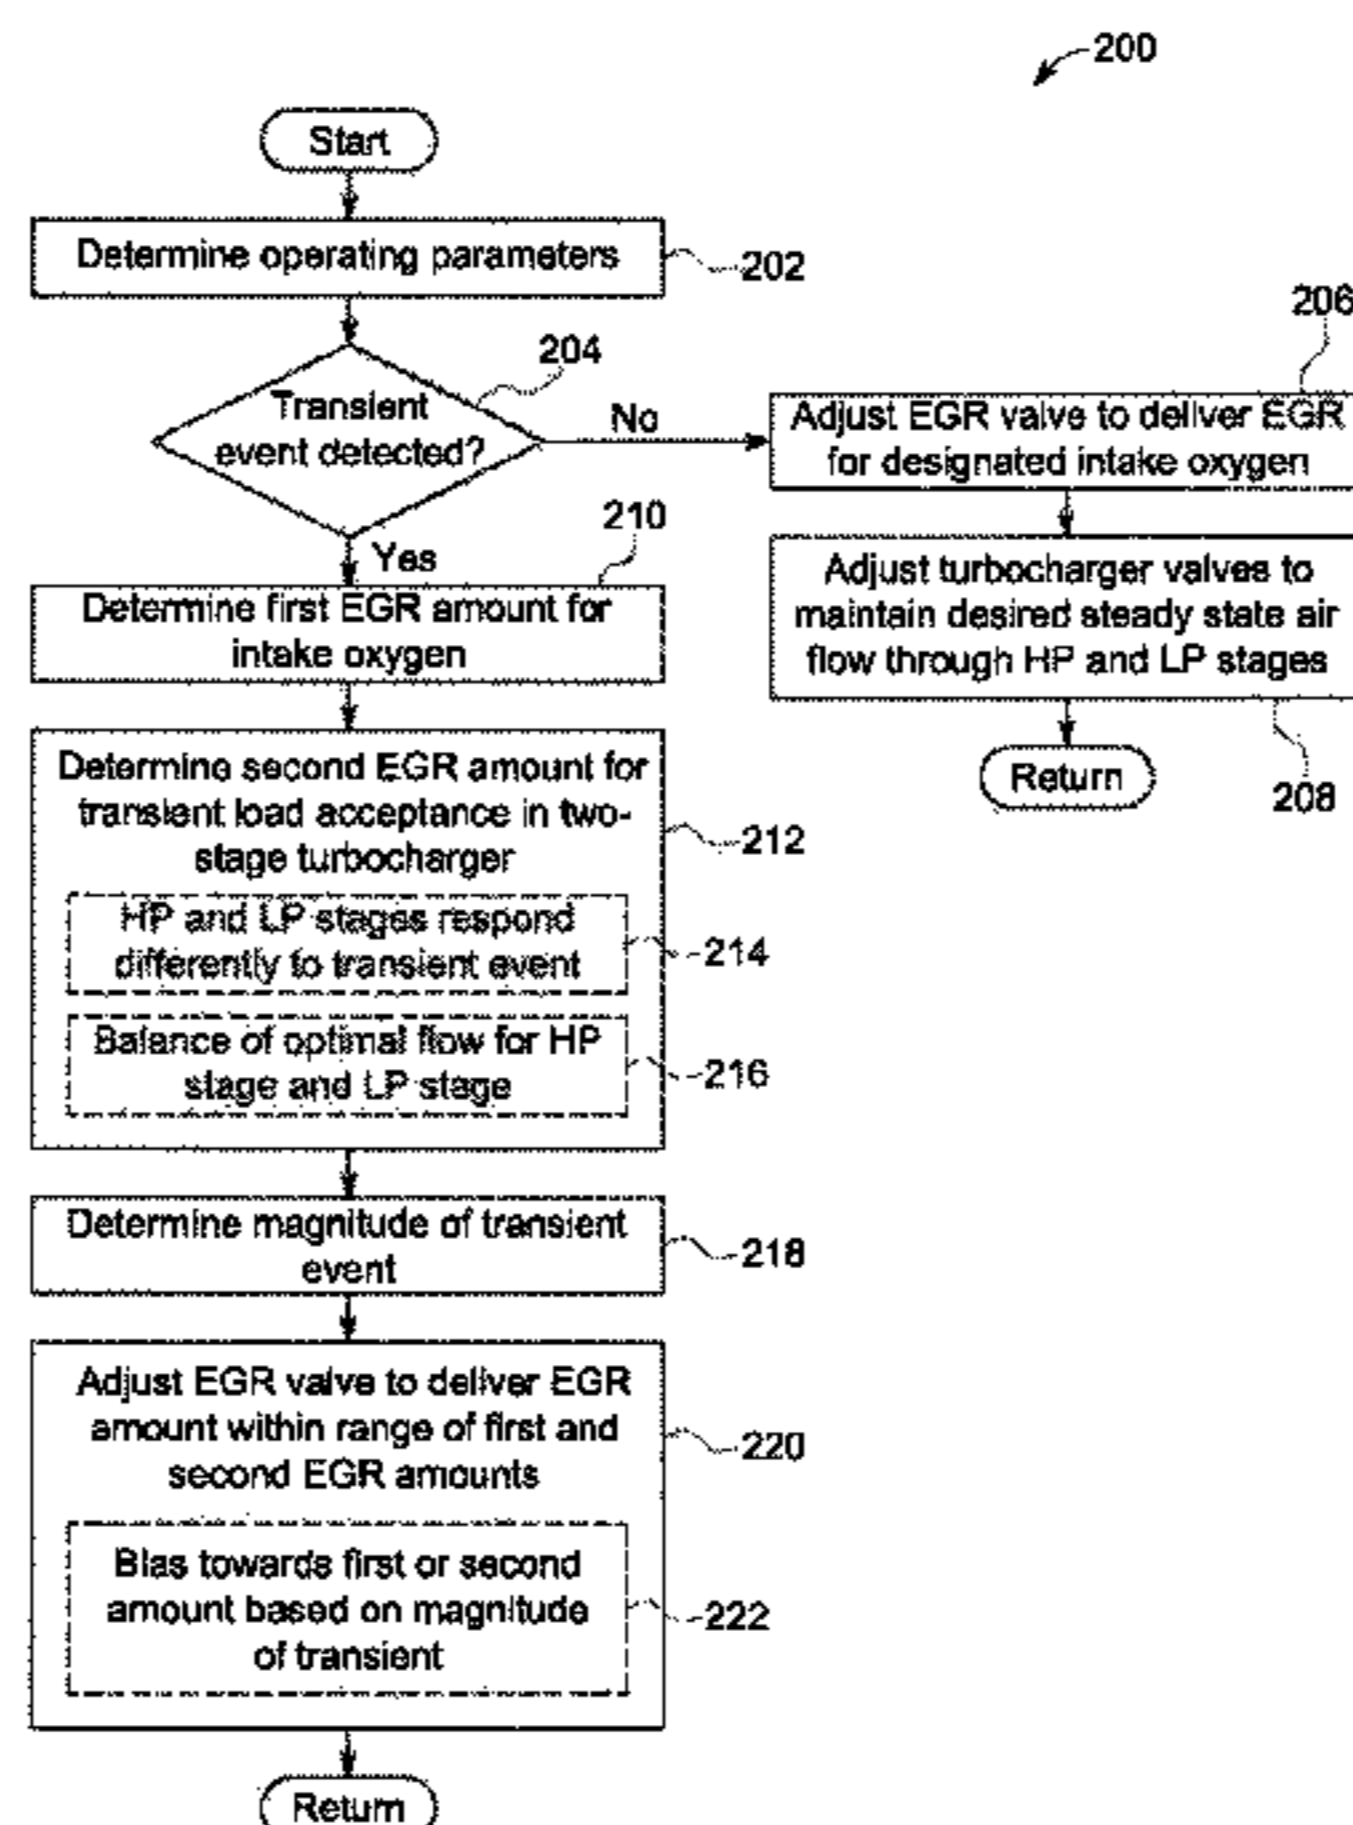 200
Start
Determine operating parameters
202
204
Transient
event detected?
No
Yes
206
Adjust EGR valve to deliver EGR
for designated intake oxygen
Adjust turbocharger valves to
maintain desired steady state air
flow through HP and LP stages
208
Return
210
Determine first EGR amount for
intake oxygen
Determine second EGR amount for
transient load acceptance in two-
stage turbocharger
212
HP and LP stages respond
differently to transient event
214
Balance of optimal flow for HP
stage and LP stage
216
Determine magnitude of transient
event
218
Adjust EGR valve to deliver EGR
amount within range of first and
second EGR amounts
220
Bias towards first or second
amount based on magnitude
of transient
222
Return